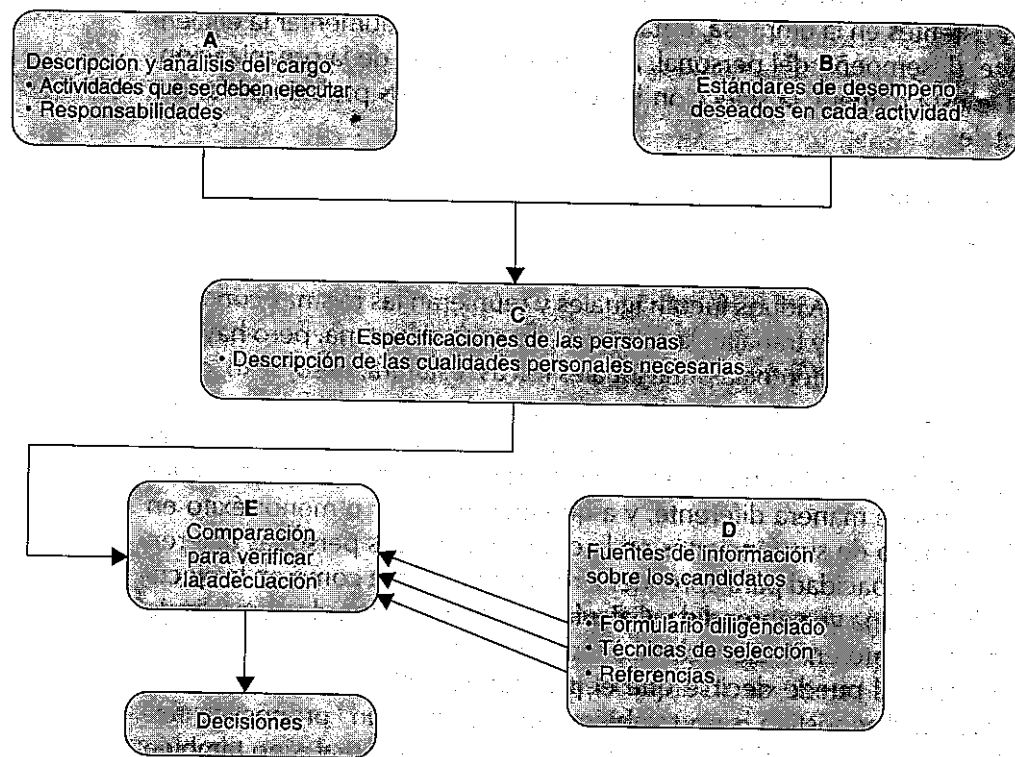 A
Descripción y análisis del cargo
• Actividades que se deben ejecutar
• Responsabilidades
B
Estándares de desempeño
deseados en cada actividad
C
Especificaciones de las personas
• Descripción de las cualidades personales necesarias
E
Comparación
para verificar
la adecuación
D
Fuentes de información
sobre los candidatos
• Formulario diligenciado
• Técnicas de selección
• Referencias
Decisiónes